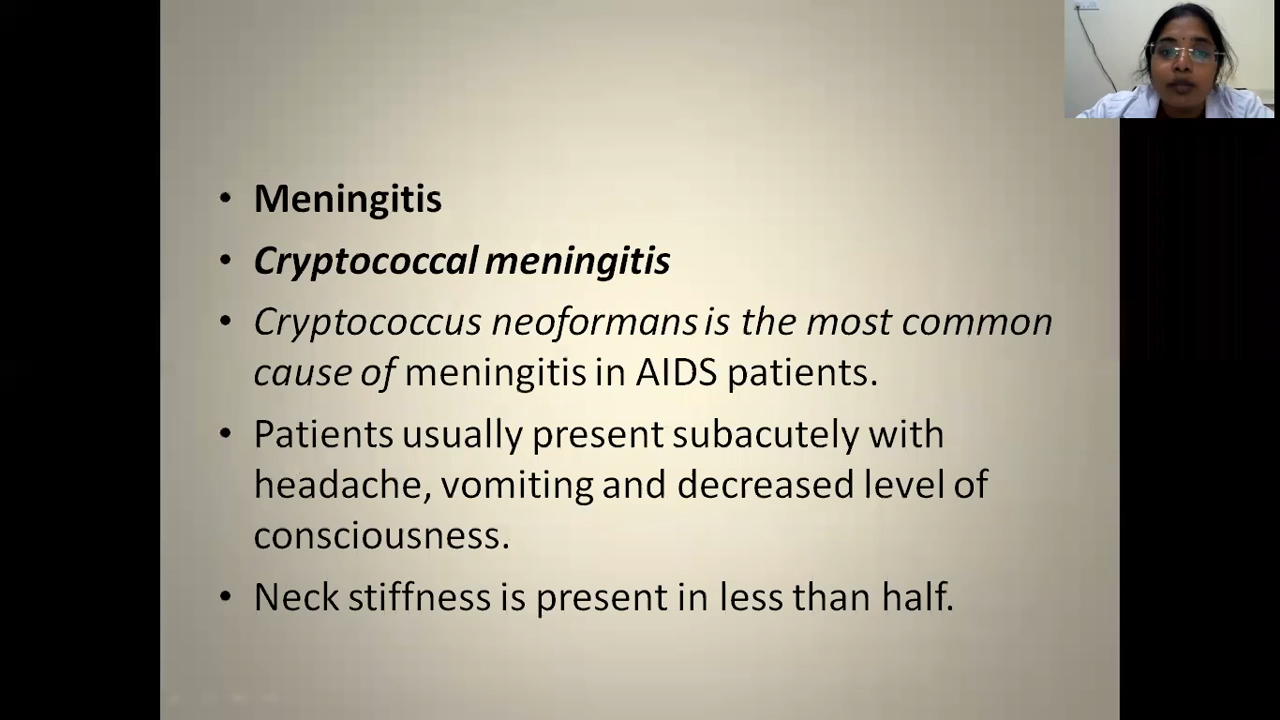 • Meningitis
• Cryptococcal meningitis
• Cryptococcus neoformans is the most common
cause of meningitis in AIDS patients.
• Patients usually present subacutely with
headache, vomiting and decreased level of
consciousness.
• Neck stiffness is present in less than half.